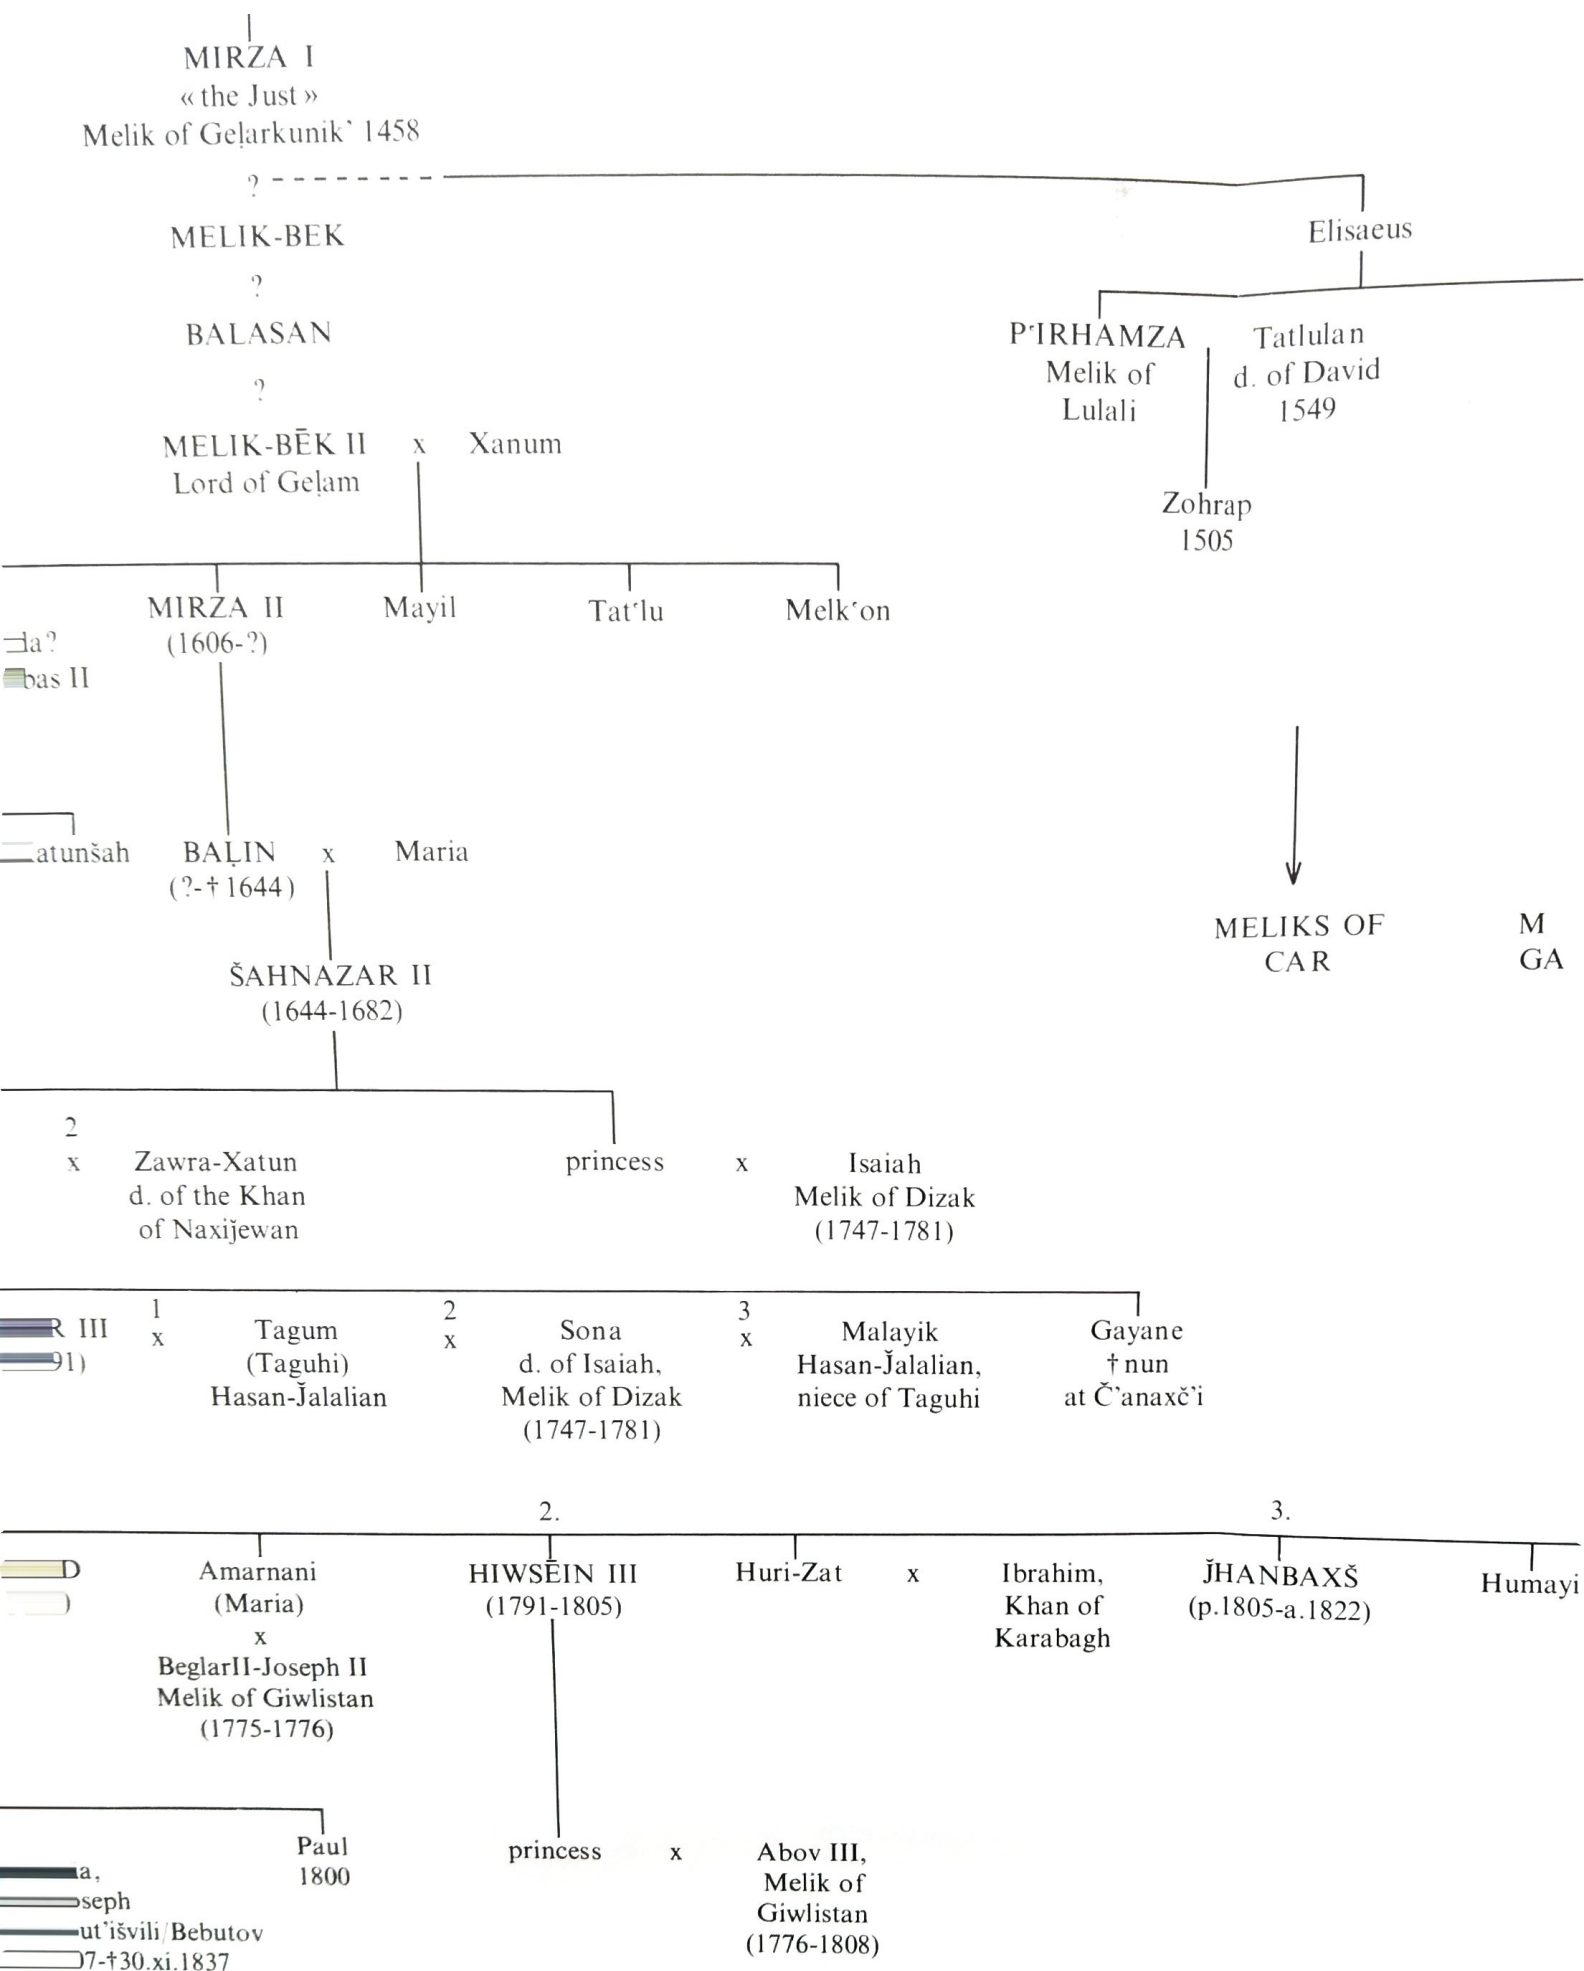 MIRZA I
« the Just »
Melik of Geḷarkunik‛ 1458
?
MELIK-BEK
Elisaeus
?
BALASAN
P‛IRHAMZA
Melik of
Lulali
Tatlulan
d. of David
1549
?
MELIK-BĒK II x Xanum
Lord of Geḷam
Zohrap
1505
MIRZA II
(1606-?)
Mayil
Tat‛lu
Melk‛on
bas II
atunšah
BAḶIN x Maria
(?-† 1644)
MELIKS OF
CAR
M
GA
ŠAHNAZAR II
(1644-1682)
2
x
Zawra-Xatun
d. of the Khan
of Naxiǰewan
princess x Isaiah
Melik of Dizak
(1747-1781)
R III
91)
1
x
Tagum
(Taguhi)
Hasan-J̌alalian
2
x
Sona
d. of Isaiah,
Melik of Dizak
(1747-1781)
3
x
Malayik
Hasan-J̌alalian,
niece of Taguhi
Gayane
† nun
at Č’anaxč’i
2.
3.
D
)
Amarnani
(Maria)
x
BeglarII-Joseph II
Melik of Giwlistan
(1775-1776)
HIWSĒIN III
(1791-1805)
Huri-Zat x Ibrahim,
Khan of
Karabagh
J̌HANBAXŠ
(p.1805-a.1822)
Humayi
Paul
1800
princess x Abov III,
Melik of
Giwlistan
(1776-1808)
a,
seph
ut’išvili/Bebutov
7-†30.xi.1837